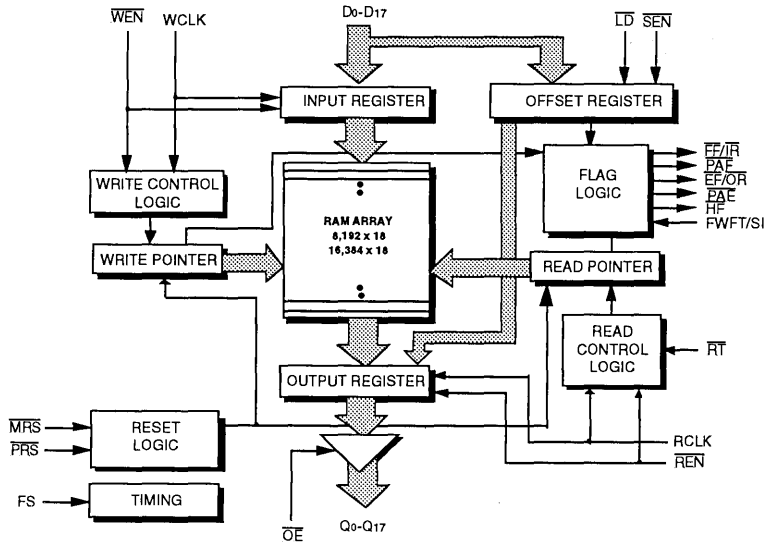 WEN WCLK D0-D17 LD SEN
INPUT REGISTER
OFFSET REGISTER
WRITE CONTROL
LOGIC
FLAG
LOGIC
FF/IR
PAF
EF/OR
PAE
HF
FWFT/SI
RAM ARRAY
8,192 x 18
16,384 x 18
WRITE POINTER
READ POINTER
READ
CONTROL
LOGIC
RT
OUTPUT REGISTER
MRS
PRS
RESET
LOGIC
RCLK
REN
FS
TIMING
OE
Q0-Q17